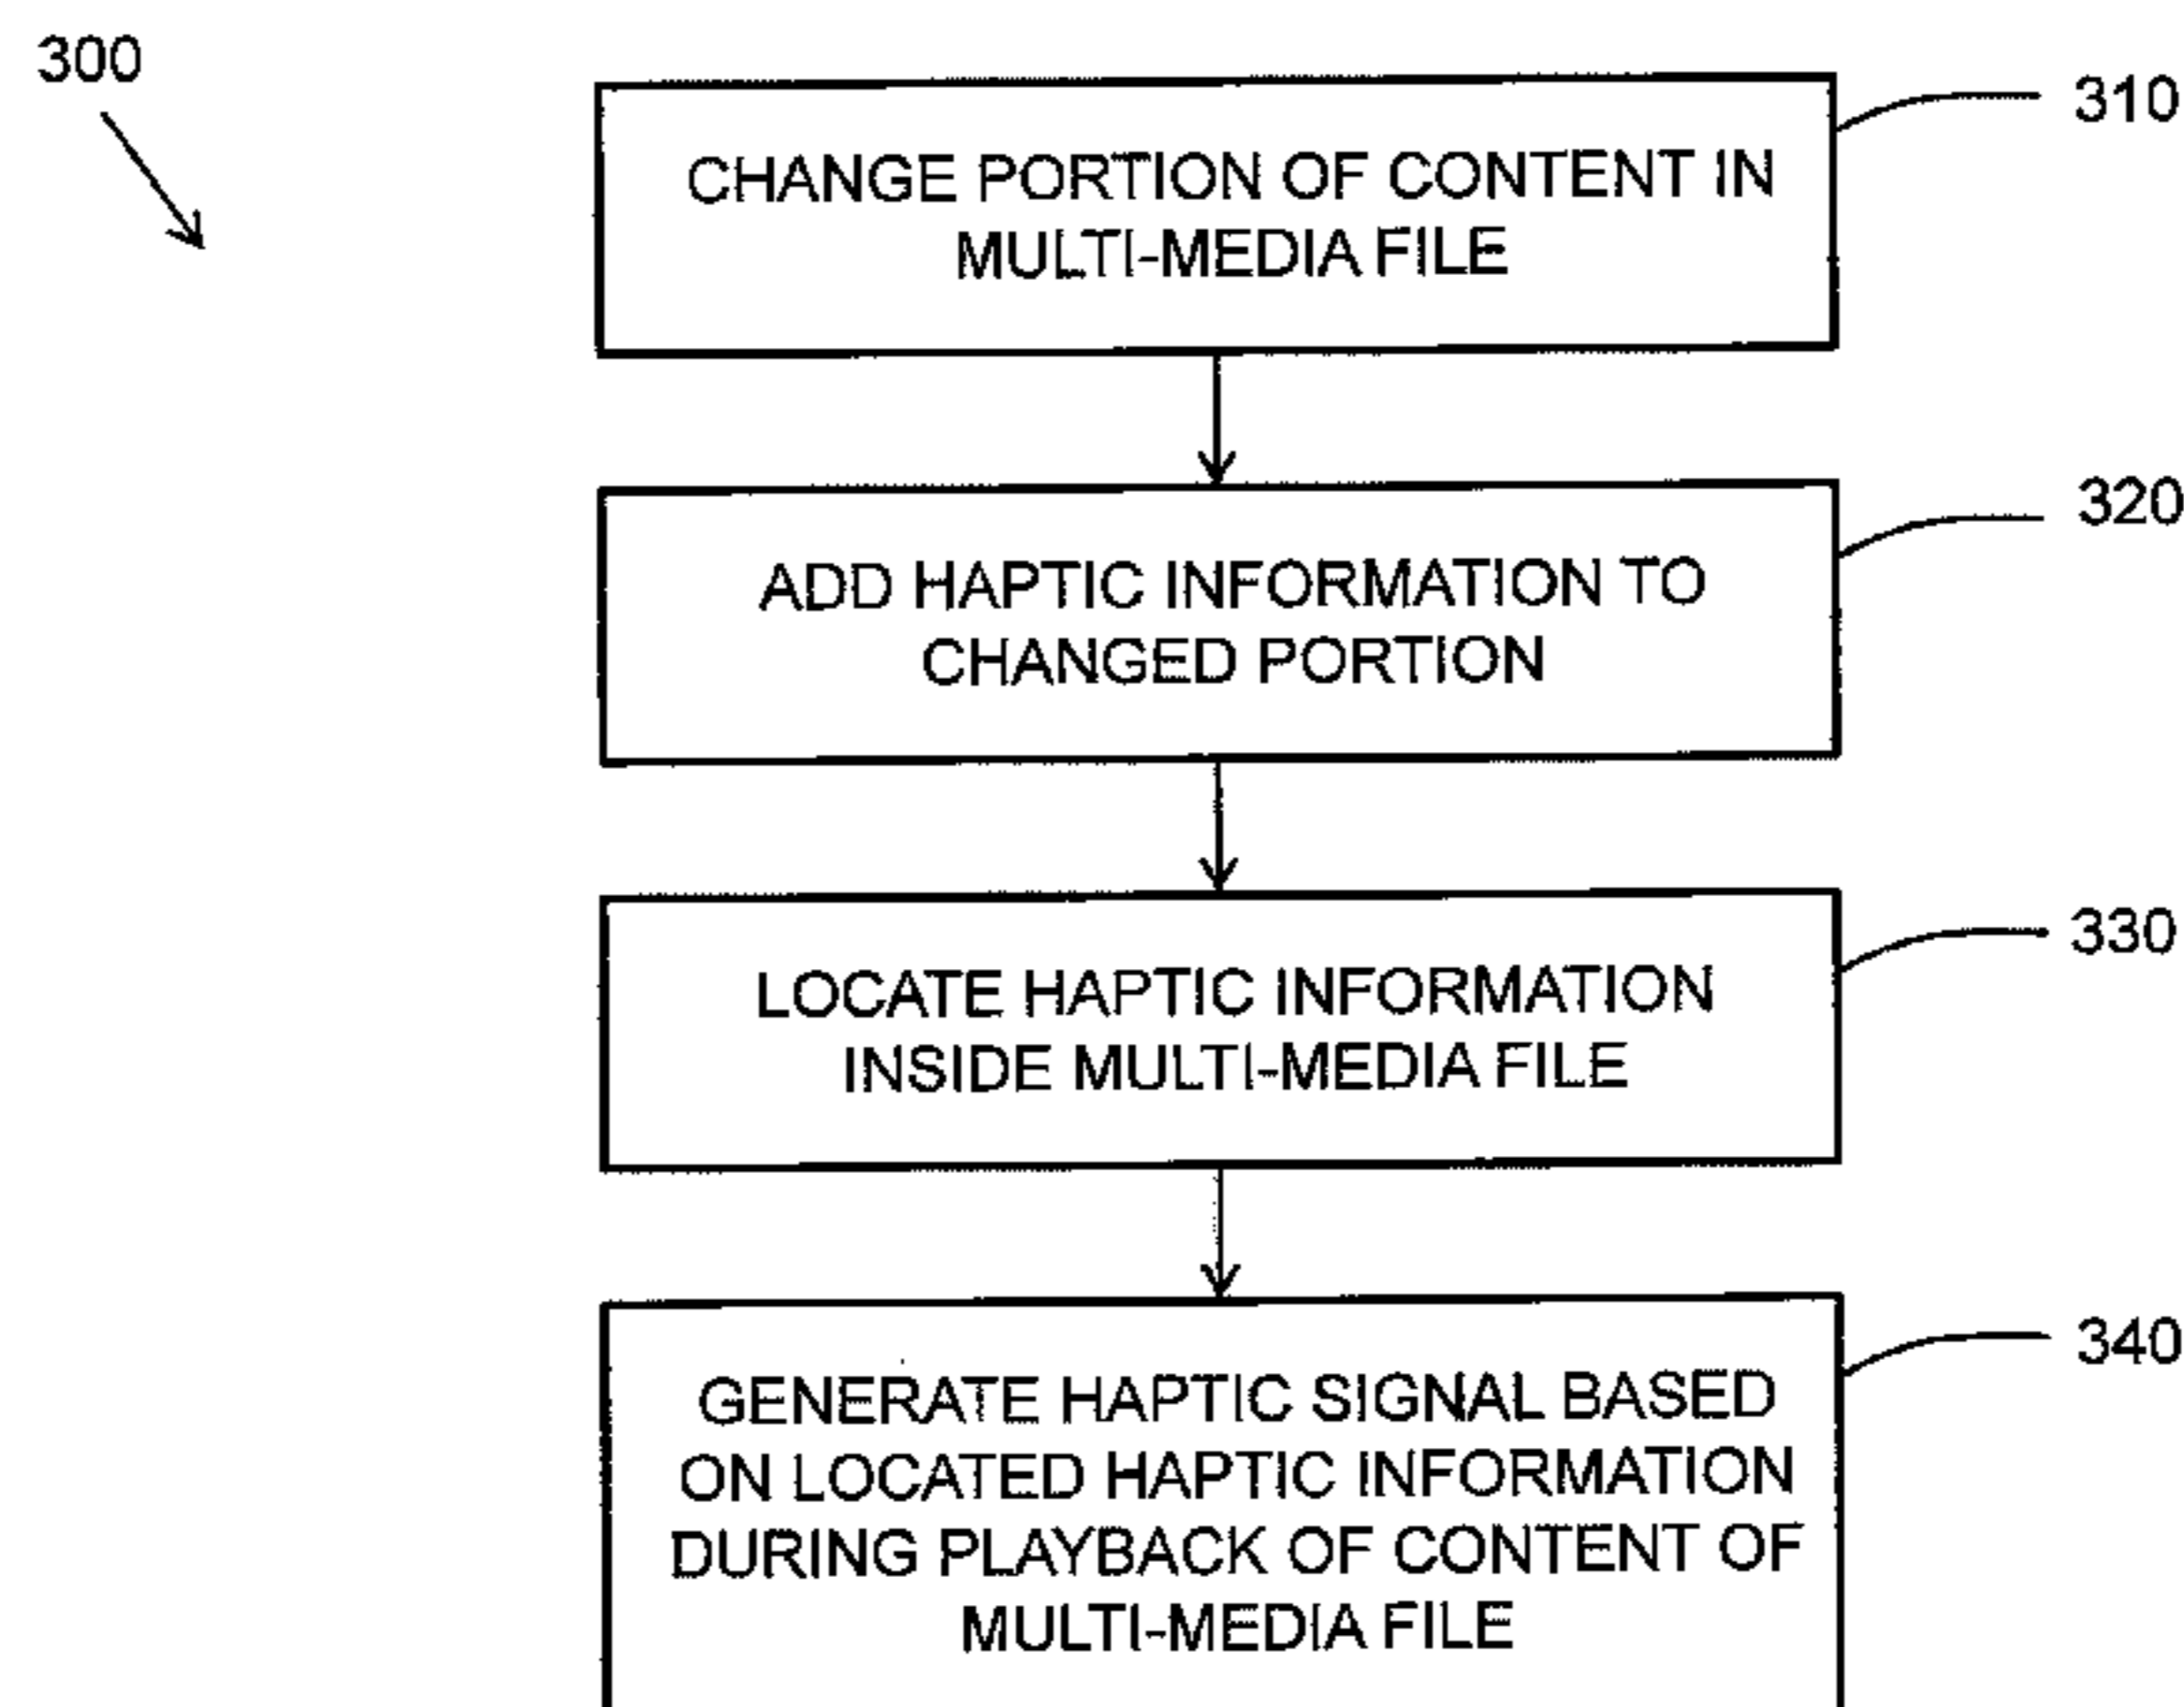 300
310
CHANGE PORTION OF CONTENT IN
MULTI-MEDIA FILE
320
ADD HAPTIC INFORMATION TO
CHANGED PORTION
330
LOCATE HAPTIC INFORMATION
INSIDE MULTI-MEDIA FILE
340
GENERATE HAPTIC SIGNAL BASED
ON LOCATED HAPTIC INFORMATION
DURING PLAYBACK OF CONTENT OF
MULTI-MEDIA FILE